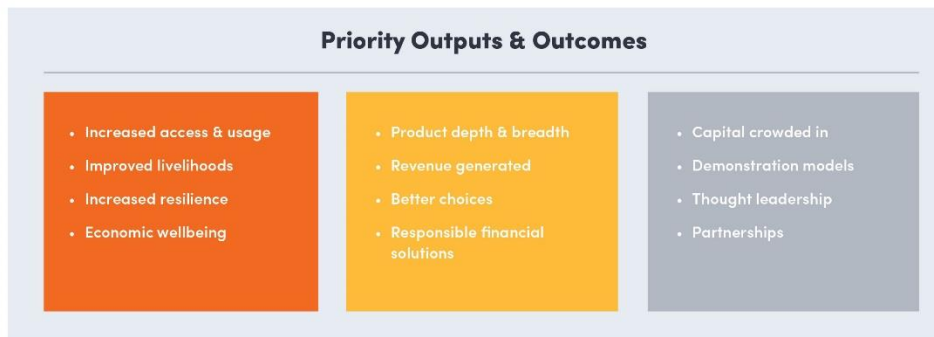 Priority Outputs & Outcomes
• Increased access & usage
• Improved livelihoods
• Increased resilience
• Economic wellbeing
• Product depth & breadth
• Revenue generated
• Better choices
• Responsible financial
solutions
• Capital crowded in
• Demonstration models
• Thought leadership
• Partnerships